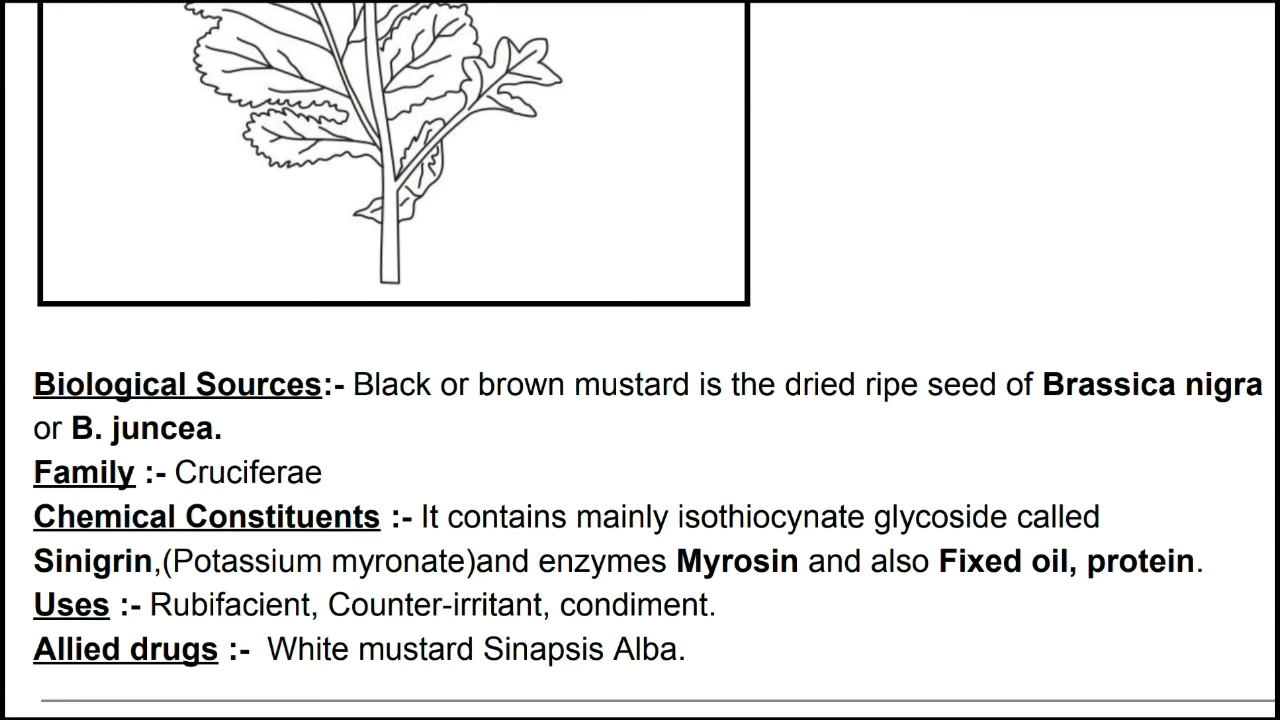 Biological Sources:- Black or brown mustard is the dried ripe seed of Brassica nigra
or B. juncea.
Family :- Cruciferae
Chemical Constituents :- It contains mainly isothiocynate glycoside called
Sinigrin,(Potassium myronate)and enzymes Myrosin and also Fixed oil, protein.
Uses :- Rubifacient, Counter-irritant, condiment.
Allied drugs :- White mustard Sinapsis Alba.